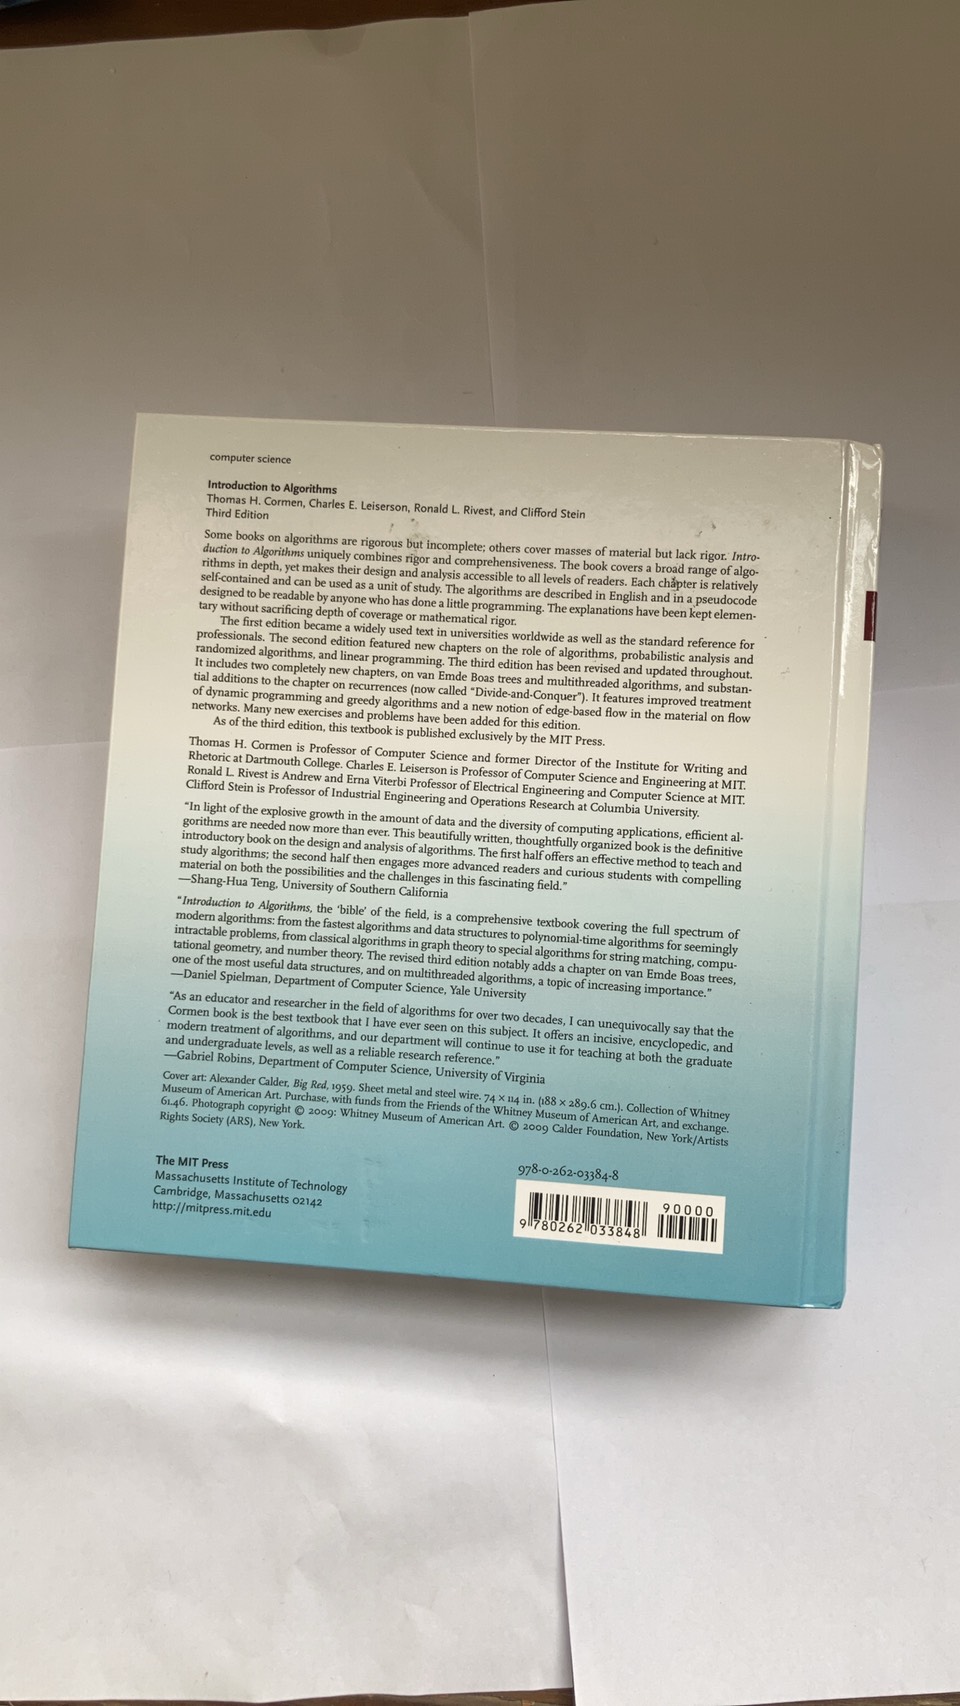 computer science
Introduction to Algorithms
Thomas H. Cormen, Charles E. Leiserson, Ronald L. Rivest, and Clifford Stein
Third Edition
Some books on algorithms are rigorous but incomplete; others cover masses of material but lack rigor. Intro-
duction to Algorithms uniquely combines rigor and comprehensiveness. The book covers a broad range of algo-
rithms in depth, yet makes their design and analysis accessible to all levels of readers. Each chapter is relatively
self-contained and can be used as a unit of study. The algorithms are described in English and in a pseudocode
designed to be readable by anyone who has done a little programming. The explanations have been kept elemen-
tary without sacrificing depth of coverage or mathematical rigor.
The first edition became a widely used text in universities worldwide as well as the standard reference for
professionals. The second edition featured new chapters on the role of algorithms, probabilistic analysis and
randomized algorithms, and linear programming. The third edition has been revised and updated throughout.
It includes two completely new chapters, on van Emde Boas trees and multithreaded algorithms, and substan-
tial additions to the chapter on recurrences (now called “Divide-and-Conquer”). It features improved treatment
of dynamic programming and greedy algorithms and a new notion of edge-based flow in the material on flow
networks. Many new exercises and problems have been added for this edition.
As of the third edition, this textbook is published exclusively by the MIT Press.
Thomas H. Cormen is Professor of Computer Science and former Director of the Institute for Writing and
Rhetoric at Dartmouth College. Charles E. Leiserson is Professor of Computer Science and Engineering at MIT.
Ronald L. Rivest is Andrew and Erna Viterbi Professor of Electrical Engineering and Computer Science at MIT.
Clifford Stein is Professor of Industrial Engineering and Operations Research at Columbia University.
“In light of the explosive growth in the amount of data and the diversity of computing applications, efficient al-
gorithms are needed now more than ever. This beautifully written, thoughtfully organized book is the definitive
introductory book on the design and analysis of algorithms. The first half offers an effective method to teach and
study algorithms; the second half then engages more advanced readers and curious students with compelling
material on both the possibilities and the challenges in this fascinating field.”
—Shang-Hua Teng, University of Southern California
“Introduction to Algorithms, the ‘bible’ of the field, is a comprehensive textbook covering the full spectrum of
modern algorithms: from the fastest algorithms and data structures to polynomial-time algorithms for seemingly
intractable problems, from classical algorithms in graph theory to special algorithms for string matching, compu-
tational geometry, and number theory. The revised third edition notably adds a chapter on van Emde Boas trees,
one of the most useful data structures, and on multithreaded algorithms, a topic of increasing importance.”
—Daniel Spielman, Department of Computer Science, Yale University
“As an educator and researcher in the field of algorithms for over two decades, I can unequivocally say that the
Cormen book is the best textbook that I have ever seen on this subject. It offers an incisive, encyclopedic, and
modern treatment of algorithms, and our department will continue to use it for teaching at both the graduate
and undergraduate levels, as well as a reliable research reference.”
—Gabriel Robins, Department of Computer Science, University of Virginia
Cover art: Alexander Calder, Big Red, 1959. Sheet metal and steel wire. 74 × 114 in. (188 × 289.6 cm.). Collection of Whitney
Museum of American Art. Purchase, with funds from the Friends of the Whitney Museum of American Art, and exchange.
61.46. Photograph copyright © 2009: Whitney Museum of American Art. © 2009 Calder Foundation, New York/Artists
Rights Society (ARS), New York.
The MIT Press
Massachusetts Institute of Technology
Cambridge, Massachusetts 02142
http://mitpress.mit.edu
978-0-262-03384-8
90000
9 780262 033848